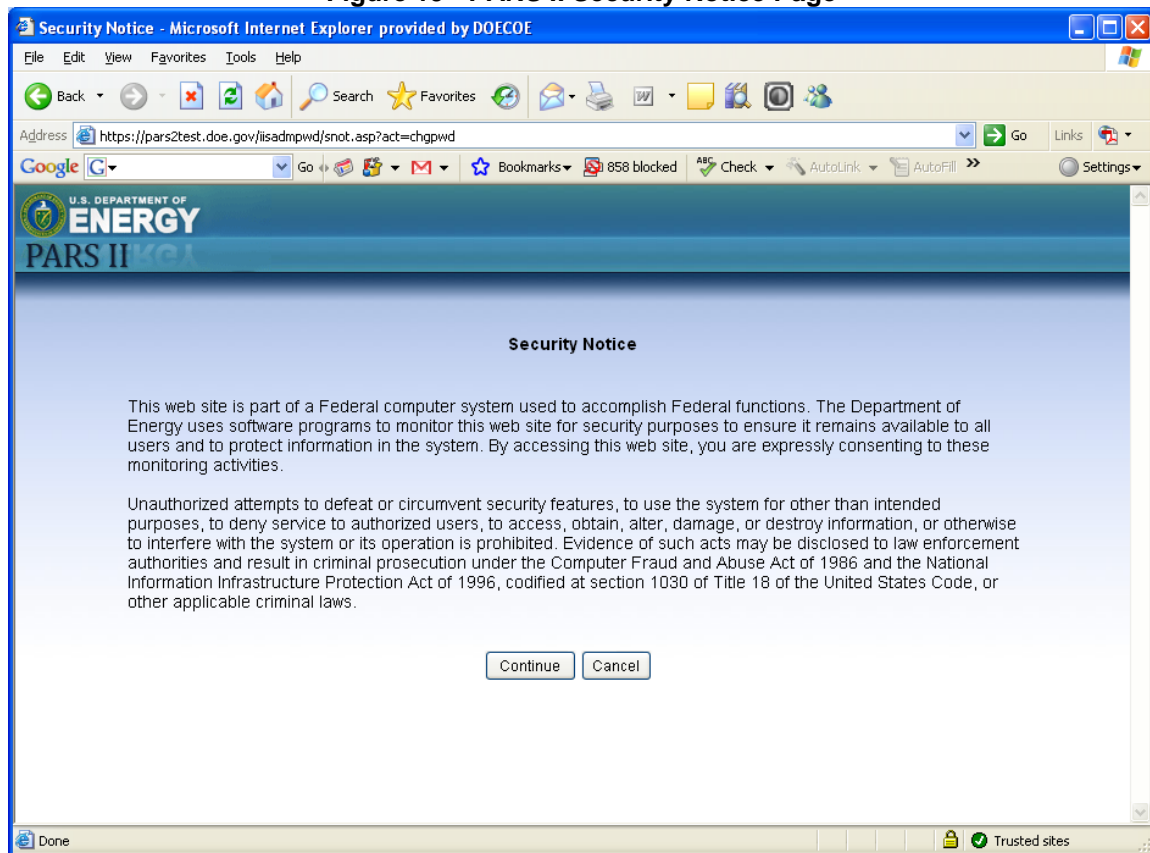 Security Notice - Microsoft Internet Explorer provided by DOECOE
File Edit View Favorites Tools Help
Back Search Favorites W
Address https://pars2test.doe.gov/iisadmpwd/snot.asp?act=chgpwd Go Links
Google G Go Bookmarks 858 blocked ABC Check AutoLink AutoFill » Settings
U.S. DEPARTMENT OF
ENERGY
PARS II
Security Notice
This web site is part of a Federal computer system used to accomplish Federal functions. The Department of
Energy uses software programs to monitor this web site for security purposes to ensure it remains available to all
users and to protect information in the system. By accessing this web site, you are expressly consenting to these
monitoring activities.
Unauthorized attempts to defeat or circumvent security features, to use the system for other than intended
purposes, to deny service to authorized users, to access, obtain, alter, damage, or destroy information, or otherwise
to interfere with the system or its operation is prohibited. Evidence of such acts may be disclosed to law enforcement
authorities and result in criminal prosecution under the Computer Fraud and Abuse Act of 1986 and the National
Information Infrastructure Protection Act of 1996, codified at section 1030 of Title 18 of the United States Code, or
other applicable criminal laws.
Continue Cancel
Done Trusted sites